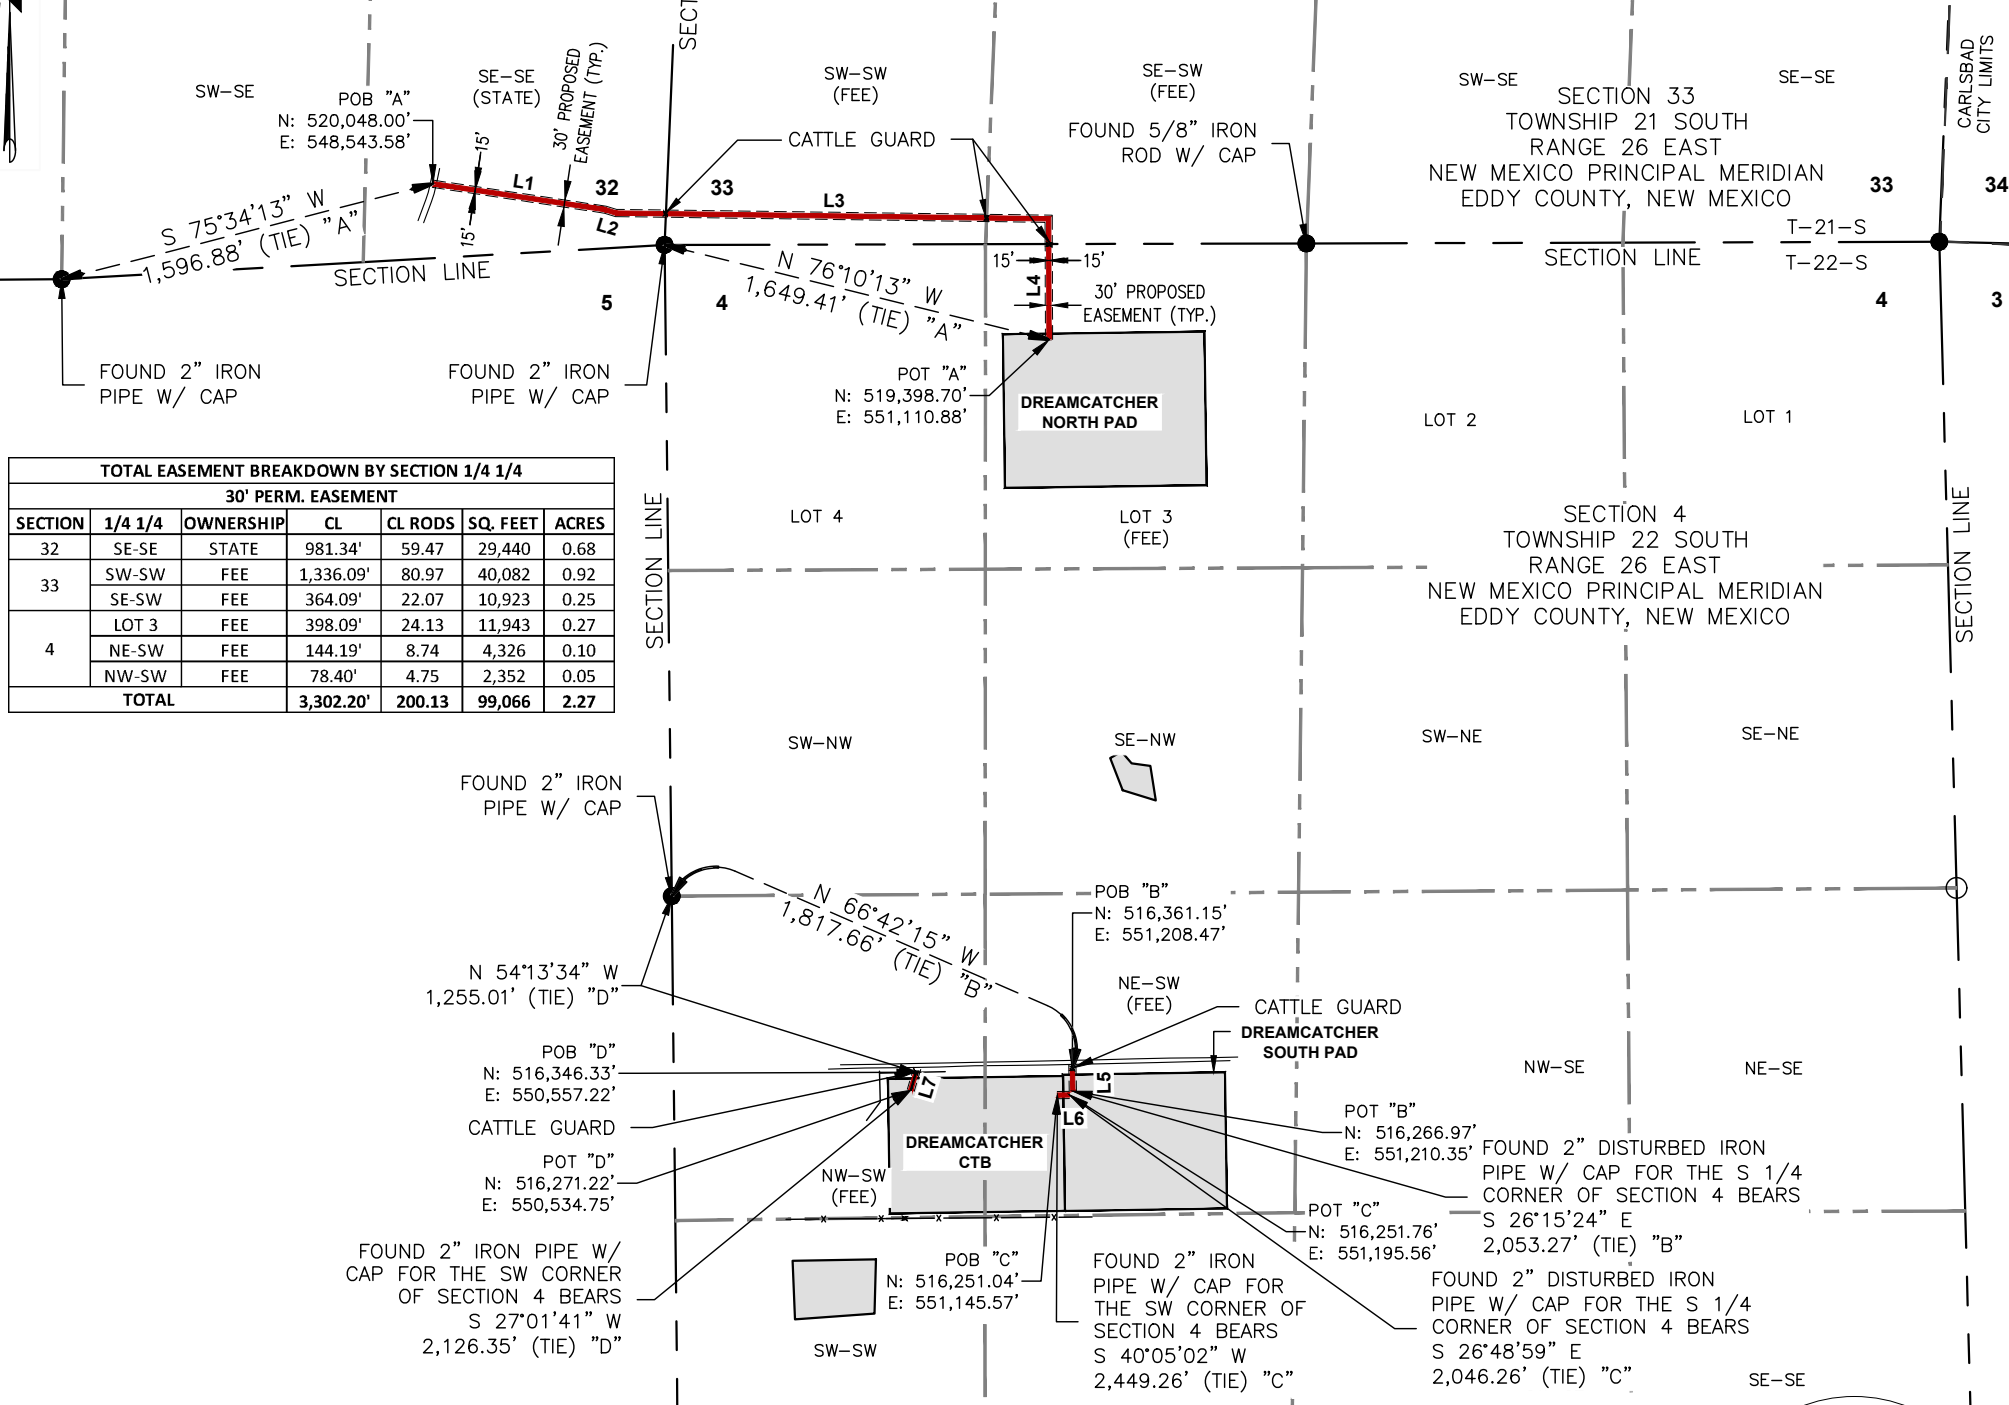 SECT
CARLSBAD
CITY LIMITS
SW-SE
SE-SE
(STATE)
30' PROPOSED
EASEMENT (TYP.)
SW-SW
(FEE)
SE-SW
(FEE)
SW-SE
SE-SE
POB "A"
N: 520,048.00'
E: 548,543.58'
15'
CATTLE GUARD
FOUND 5/8" IRON
ROD W/ CAP
SECTION 33
TOWNSHIP 21 SOUTH
RANGE 26 EAST
NEW MEXICO PRINCIPAL MERIDIAN
EDDY COUNTY, NEW MEXICO
L1
32
33
L3
33
34
L2
15'
S 75°34'13" W
1,596.88' (TIE) "A"
SECTION LINE
T-21-S
SECTION LINE
T-22-S
5
4
N 76°10'13" W
1,649.41' (TIE) "A"
15'
15'
L4
30' PROPOSED
EASEMENT (TYP.)
4
3
FOUND 2" IRON
PIPE W/ CAP
FOUND 2" IRON
PIPE W/ CAP
POT "A"
N: 519,398.70'
E: 551,110.88'
DREAMCATCHER
NORTH PAD
LOT 2
LOT 1
TOTAL EASEMENT BREAKDOWN BY SECTION 1/4 1/4
30' PERM. EASEMENT
SECTION 1/4 1/4 OWNERSHIP CL CL RODS SQ. FEET ACRES
32 SE-SE STATE 981.34' 59.47 29,440 0.68
33 SW-SW FEE 1,336.09' 80.97 40,082 0.92
SE-SW FEE 364.09' 22.07 10,923 0.25
4 LOT 3 FEE 398.09' 24.13 11,943 0.27
NE-SW FEE 144.19' 8.74 4,326 0.10
NW-SW FEE 78.40' 4.75 2,352 0.05
TOTAL 3,302.20' 200.13 99,066 2.27
SECTION LINE
LOT 4
LOT 3
(FEE)
SECTION 4
TOWNSHIP 22 SOUTH
RANGE 26 EAST
NEW MEXICO PRINCIPAL MERIDIAN
EDDY COUNTY, NEW MEXICO
SECTION LINE
SW-NW
SE-NW
SW-NE
SE-NE
FOUND 2" IRON
PIPE W/ CAP
N 66°42'15" W
1,817.66' (TIE) "B"
POB "B"
N: 516,361.15'
E: 551,208.47'
N 54°13'34" W
1,255.01' (TIE) "D"
NE-SW
(FEE)
CATTLE GUARD
DREAMCATCHER
SOUTH PAD
POB "D"
N: 516,346.33'
E: 550,557.22'
L7
L5
L6
NW-SE
NE-SE
CATTLE GUARD
POT "D"
N: 516,271.22'
E: 550,534.75'
DREAMCATCHER
CTB
NW-SW
(FEE)
POT "B"
N: 516,266.97'
E: 551,210.35'
FOUND 2" DISTURBED IRON
PIPE W/ CAP FOR THE S 1/4
CORNER OF SECTION 4 BEARS
S 26°15'24" E
2,053.27' (TIE) "B"
POT "C"
N: 516,251.76'
E: 551,195.56'
FOUND 2" IRON PIPE W/
CAP FOR THE SW CORNER
OF SECTION 4 BEARS
S 27°01'41" W
2,126.35' (TIE) "D"
POB "C"
N: 516,251.04'
E: 551,145.57'
FOUND 2" IRON
PIPE W/ CAP FOR
THE SW CORNER OF
SECTION 4 BEARS
S 40°05'02" W
2,449.26' (TIE) "C"
FOUND 2" DISTURBED IRON
PIPE W/ CAP FOR THE S 1/4
CORNER OF SECTION 4 BEARS
S 26°48'59" E
2,046.26' (TIE) "C"
SW-SW
SE-SE